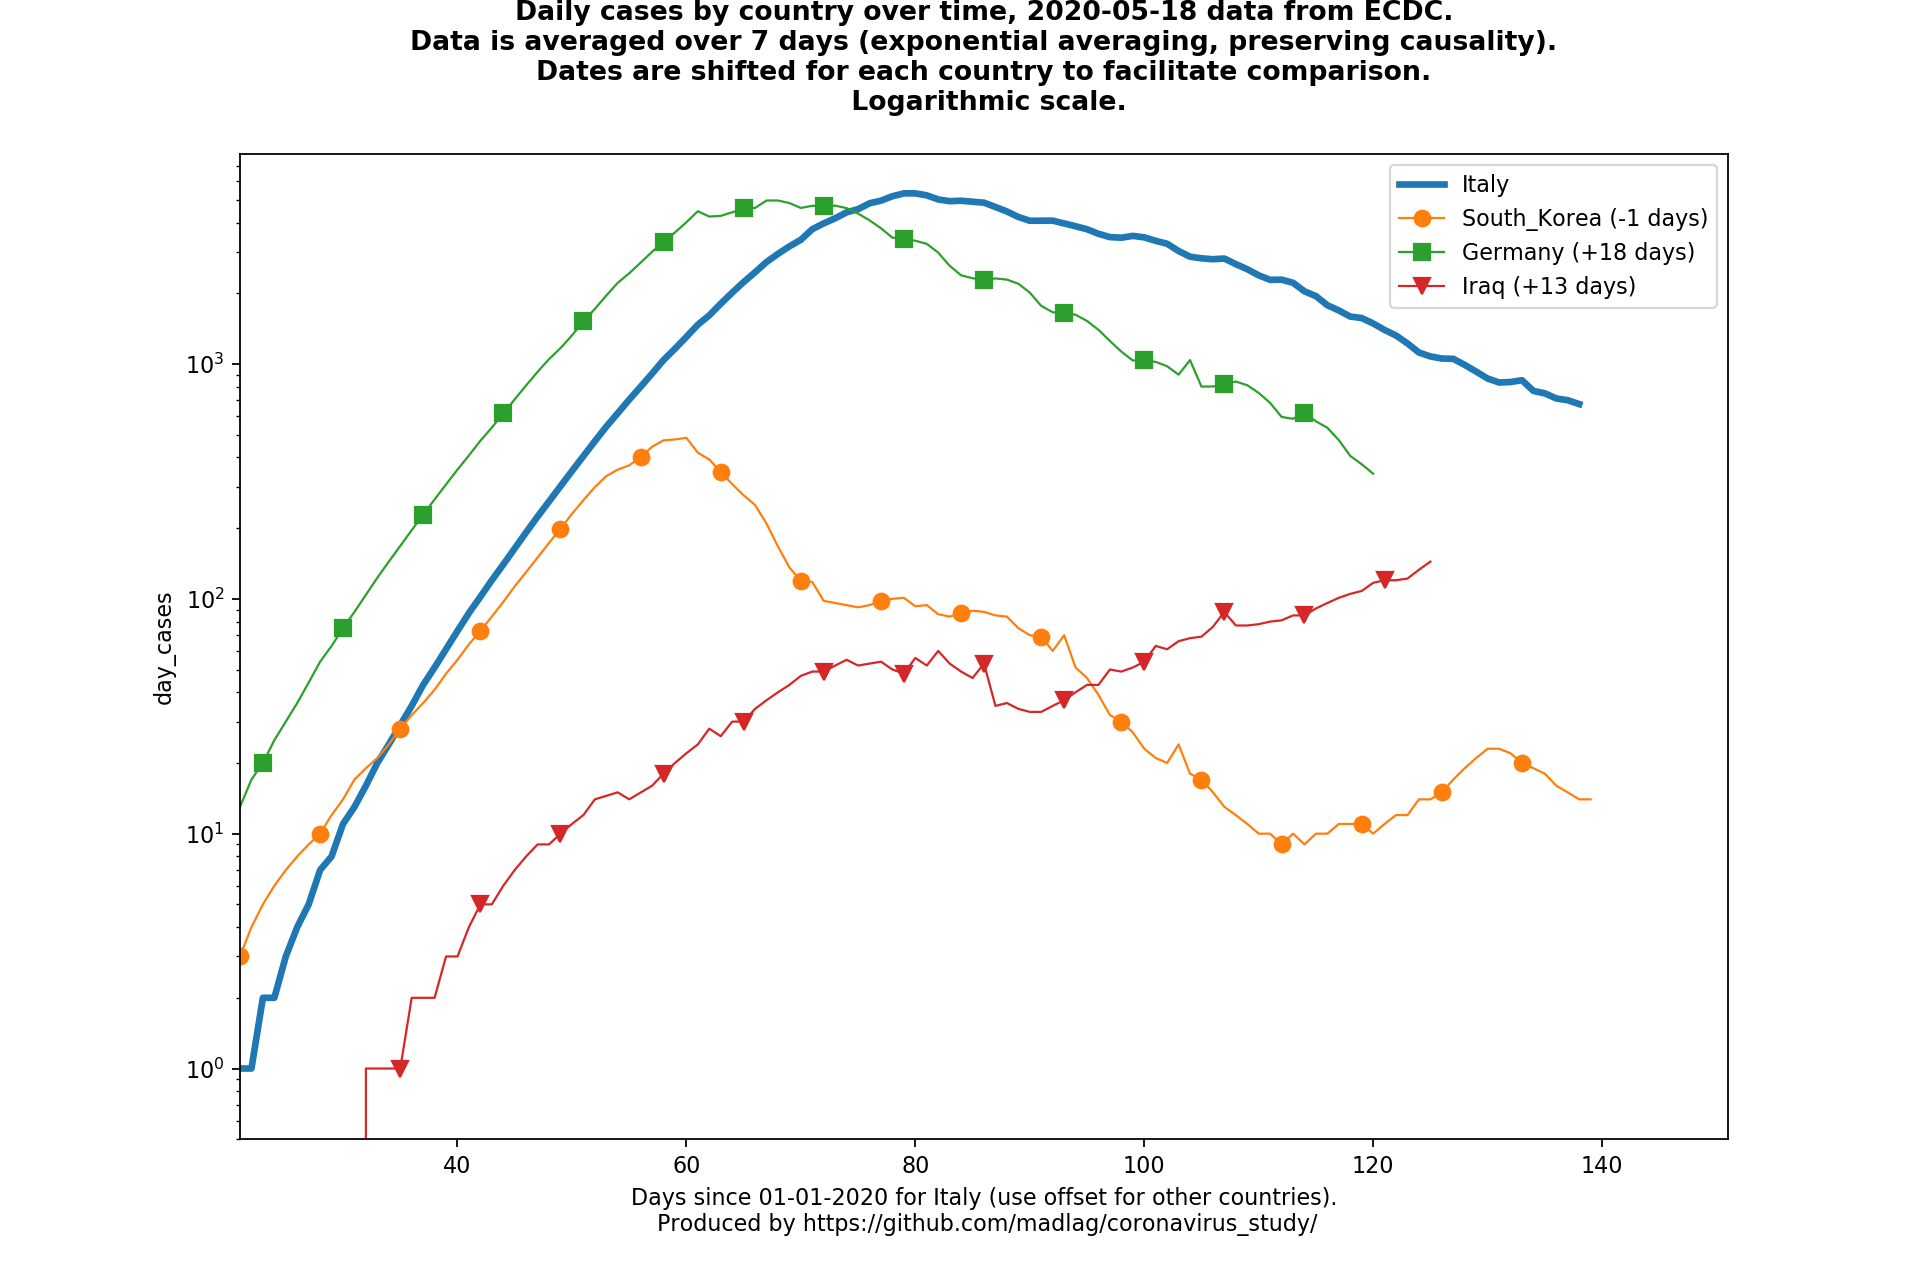 Daily cases by country over time, 2020-05-18 data from ECDC.
Data is averaged over 7 days (exponential averaging, preserving causality).
Dates are shifted for each country to facilitate comparison.
Logarithmic scale.
Italy
South_Korea (-1 days)
Germany (+18 days)
Iraq (+13 days)
day_cases
10³
10²
10¹
10⁰
40 60 80 100 120 140
Days since 01-01-2020 for Italy (use offset for other countries).
Produced by https://github.com/madlag/coronavirus_study/